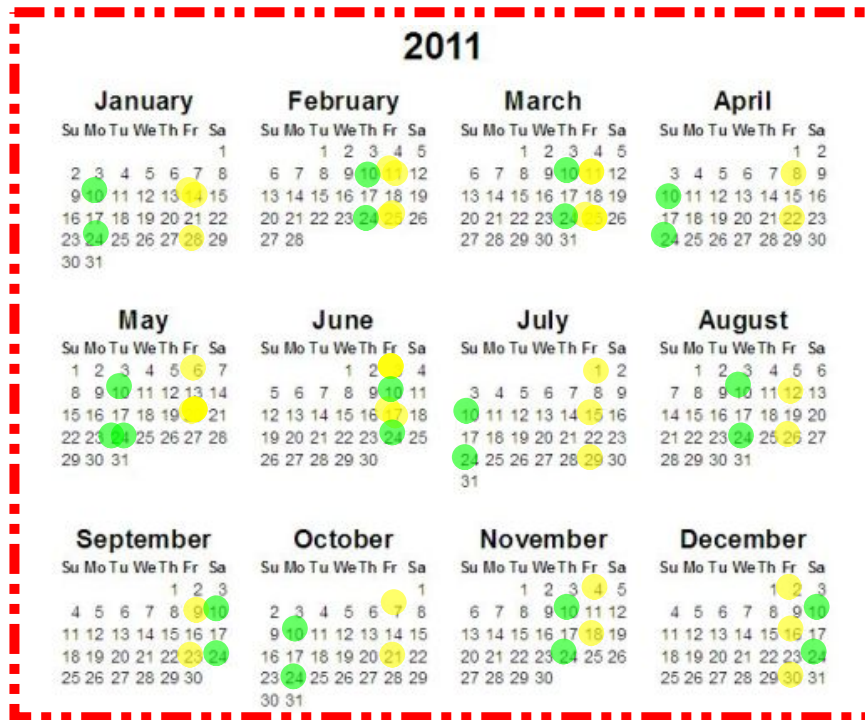 2011
January
Su Mo Tu We Th Fr Sa
1
2 3 4 5 6 7 8
9 10 11 12 13 14 15
16 17 18 19 20 21 22
23 24 25 26 27 28 29
30 31
February
Su Mo Tu We Th Fr Sa
1 2 3 4 5
6 7 8 9 10 11 12
13 14 15 16 17 18 19
20 21 22 23 24 25 26
27 28
March
Su Mo Tu We Th Fr Sa
1 2 3 4 5
6 7 8 9 10 11 12
13 14 15 16 17 18 19
20 21 22 23 24 25 26
27 28 29 30 31
April
Su Mo Tu We Th Fr Sa
1 2
3 4 5 6 7 8 9
10 11 12 13 14 15 16
17 18 19 20 21 22 23
24 25 26 27 28 29 30
May
Su Mo Tu We Th Fr Sa
1 2 3 4 5 6 7
8 9 10 11 12 13 14
15 16 17 18 19 21
22 23 24 25 26 27 28
29 30 31
June
Su Mo Tu We Th Fr Sa
1 2 4
5 6 7 8 9 10 11
12 13 14 15 16 17 18
19 20 21 22 23 24 25
26 27 28 29 30
July
Su Mo Tu We Th Fr Sa
1 2
3 4 5 6 7 8 9
10 11 12 13 14 15 16
17 18 19 20 21 22 23
24 25 26 27 28 29 30
31
August
Su Mo Tu We Th Fr Sa
1 2 3 4 5 6
7 8 9 10 11 12 13
14 15 16 17 18 19 20
21 22 23 24 25 26 27
28 29 30 31
September
Su Mo Tu We Th Fr Sa
1 2 3
4 5 6 7 8 9 10
11 12 13 14 15 16 17
18 19 20 21 22 23 24
25 26 27 28 29 30
October
Su Mo Tu We Th Fr Sa
1
2 3 4 5 6 7 8
9 10 11 12 13 14 15
16 17 18 19 20 21 22
23 24 25 26 27 28 29
30 31
November
Su Mo Tu We Th Fr Sa
1 2 3 4 5
6 7 8 9 10 11 12
13 14 15 16 17 18 19
20 21 22 23 24 25 26
27 28 29 30
December
Su Mo Tu We Th Fr Sa
1 2 3
4 5 6 7 8 9 10
11 12 13 14 15 16 17
18 19 20 21 22 23 24
25 26 27 28 29 30 31